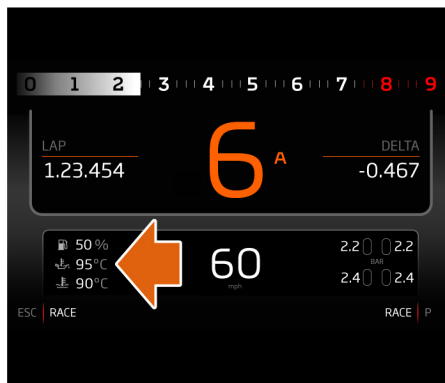 0 1 2 3 4 5 6 7 8 9
LAP
1.23.454
6 A
DELTA
-0.467
50 %
95°C
90°C
60
mph
2.2 2.2
BAR
2.4 2.4
ESC RACE
RACE P